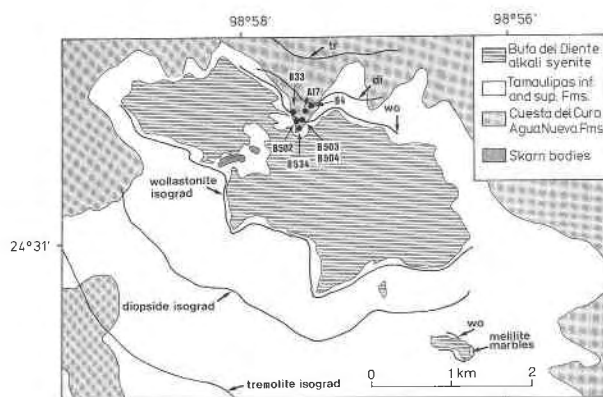 98°58'
98°56'
tr
B33
A17
di
B4
wo
B502
B503
B534
B904
wollastonite
isograd
24°31'
diopside isograd
wo
melilite
marbles
tremolite isograd
0 1 km 2
Bufa del Diente
alkali syenite
Tamaulipas inf.
and sup. Fms.
Cuesta del Cura
Agua Nueva Fms.
Skarn bodies